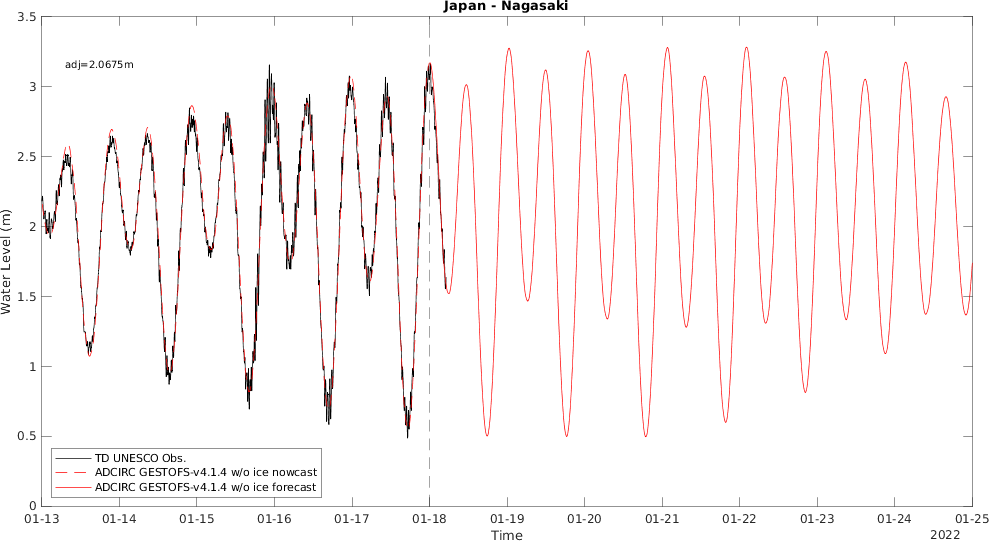 Japan - Nagasaki
adj=2.0675m
3.5
3
2.5
2
1.5
1
0.5
0
Water Level (m)
TD UNESCO Obs.
ADCIRC GESTOFS-v4.1.4 w/o ice nowcast
ADCIRC GESTOFS-v4.1.4 w/o ice forecast
01-13 01-14 01-15 01-16 01-17 01-18 01-19 01-20 01-21 01-22 01-23 01-24 01-25
Time
2022